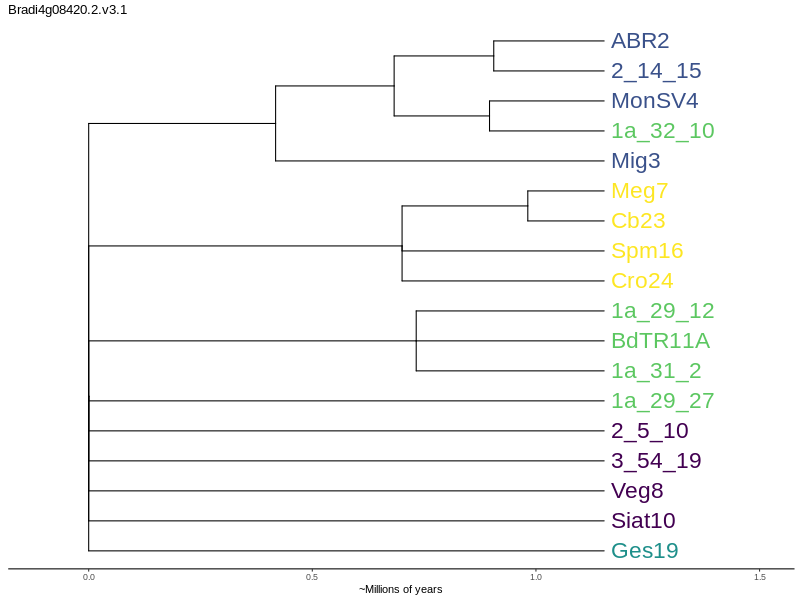 Bradi4g08420.2.v3.1
ABR2
2_14_15
MonSV4
1a_32_10
Mig3
Meg7
Cb23
Spm16
Cro24
1a_29_12
BdTR11A
1a_31_2
1a_29_27
2_5_10
3_54_19
Veg8
Siat10
Ges19
0.0 0.5 1.0 1.5
~Millions of years